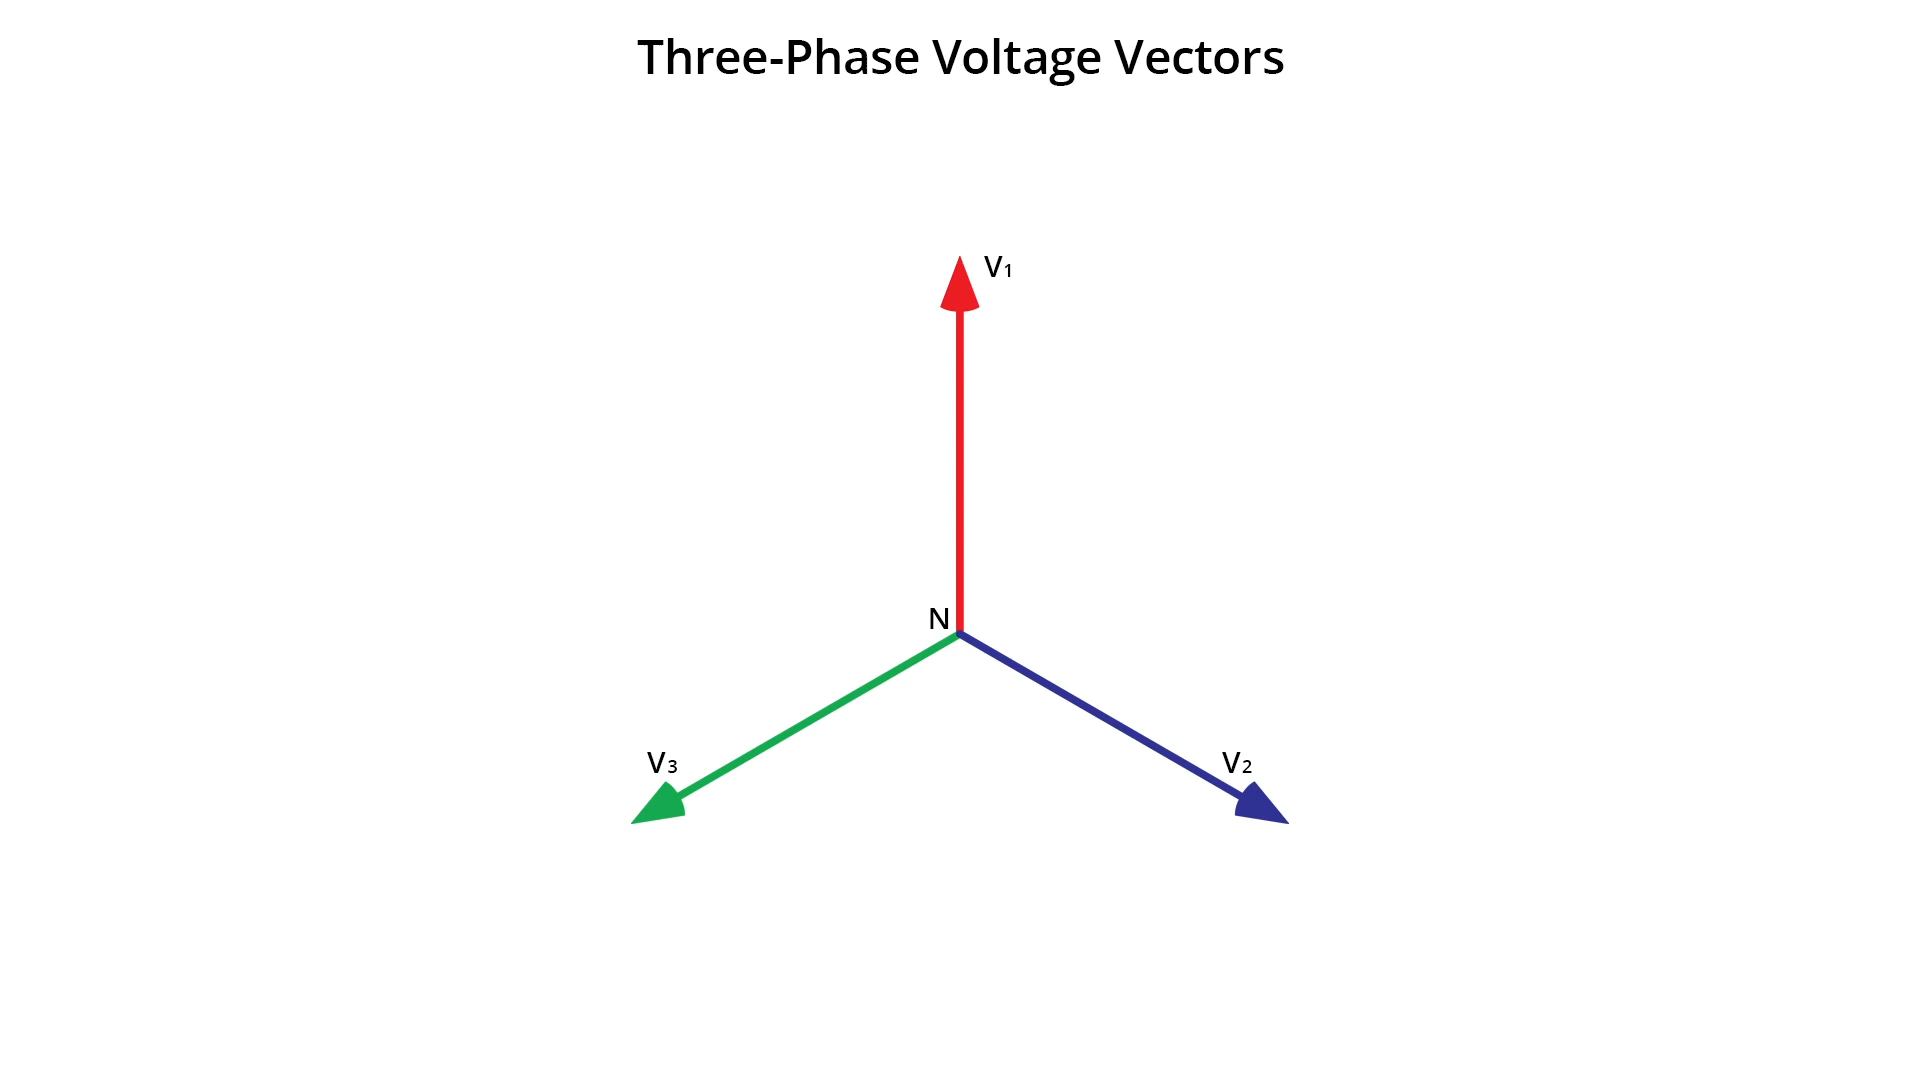 Three-Phase Voltage Vectors
V₁
N
V₃
V₂